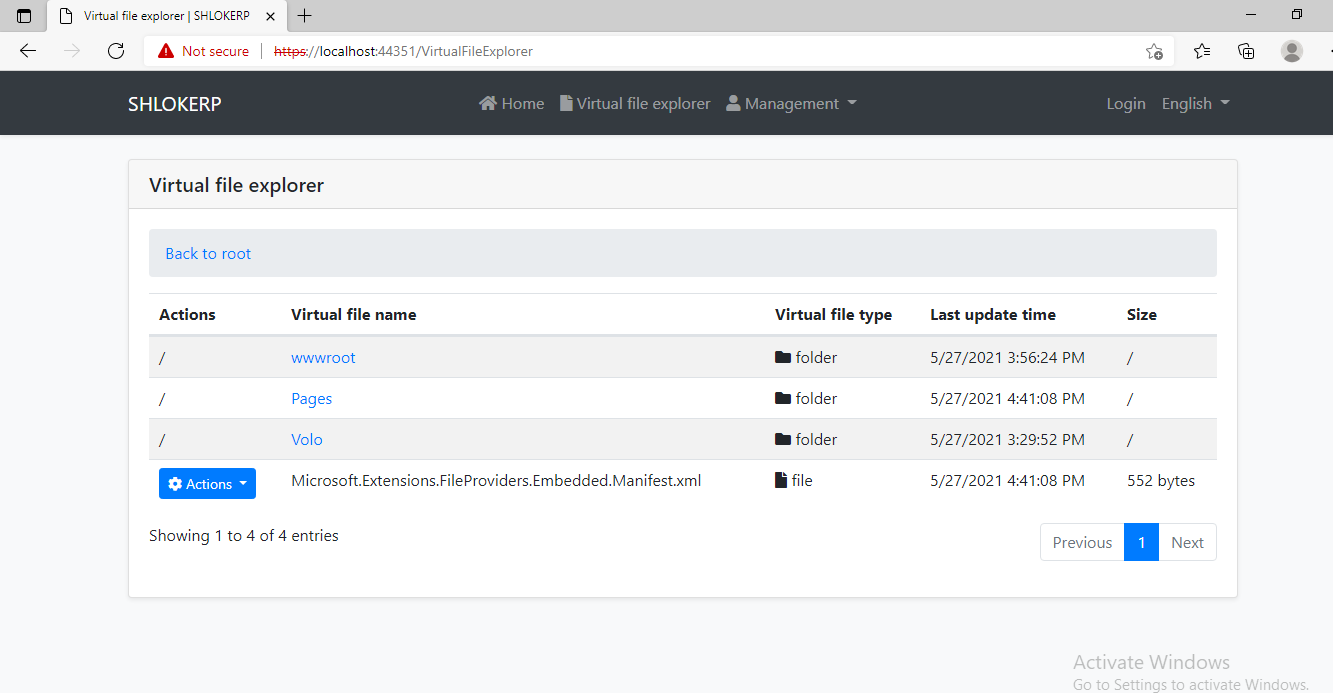 Virtual file explorer | SHLOKERP
Not secure | https://localhost:44351/VirtualFileExplorer
SHLOKERP Home Virtual file explorer Management Login English
Virtual file explorer
Back to root
Actions Virtual file name Virtual file type Last update time Size
/ wwwroot folder 5/27/2021 3:56:24 PM /
/ Pages folder 5/27/2021 4:41:08 PM /
/ Volo folder 5/27/2021 3:29:52 PM /
Actions Microsoft.Extensions.FileProviders.Embedded.Manifest.xml file 5/27/2021 4:41:08 PM 552 bytes
Showing 1 to 4 of 4 entries Previous 1 Next
Activate Windows
Go to Settings to activate Windows.